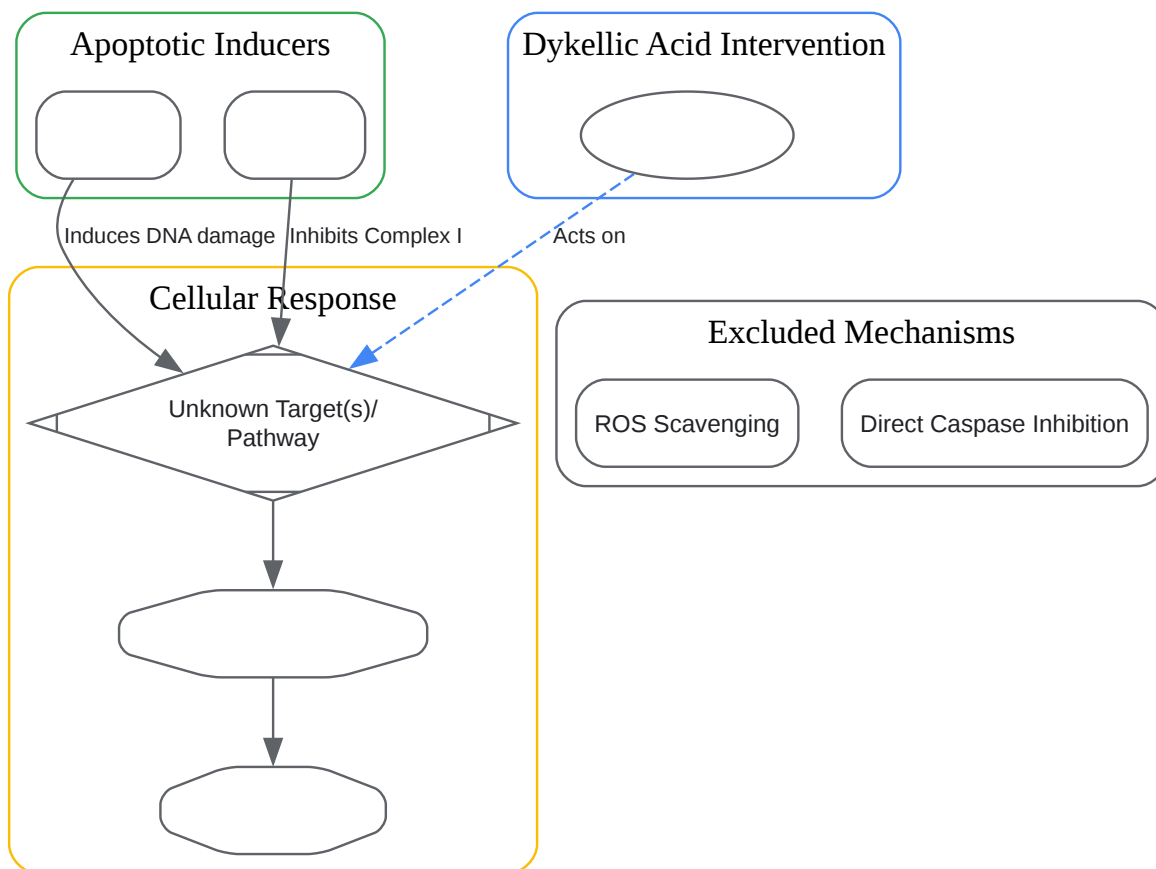 Apoptotic Inducers
Dykellic Acid Intervention
Induces DNA damage
Inhibits Complex I
Acts on
Cellular Response
Excluded Mechanisms
Unknown Target(s)/
Pathway
ROS Scavenging
Direct Caspase Inhibition